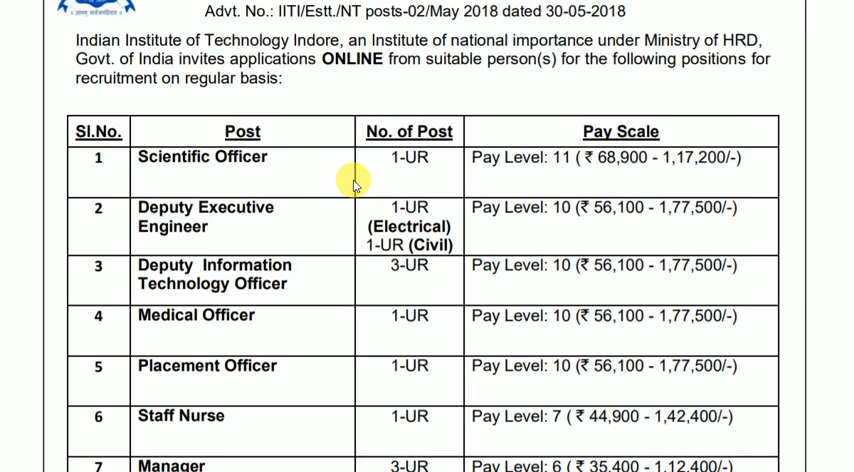 Advt. No.: IITI/Estt./NT posts-02/May 2018 dated 30-05-2018
Indian Institute of Technology Indore, an Institute of national importance under Ministry of HRD,
Govt. of India invites applications ONLINE from suitable person(s) for the following positions for
recruitment on regular basis:
Sl.No. Post No. of Post Pay Scale
1 Scientific Officer 1-UR Pay Level: 11 ( ₹ 68,900 - 1,17,200/-)
2 Deputy Executive 1-UR Pay Level: 10 (₹ 56,100 - 1,77,500/-)
Engineer (Electrical)
1-UR (Civil)
3 Deputy Information 3-UR Pay Level: 10 (₹ 56,100 - 1,77,500/-)
Technology Officer
4 Medical Officer 1-UR Pay Level: 10 (₹ 56,100 - 1,77,500/-)
5 Placement Officer 1-UR Pay Level: 10 (₹ 56,100 - 1,77,500/-)
6 Staff Nurse 1-UR Pay Level: 7 ( ₹ 44,900 - 1,42,400/-)
7 Manager 3-UR Pay Level: 6 ( ₹ 35,400 - 1,12,400/-)